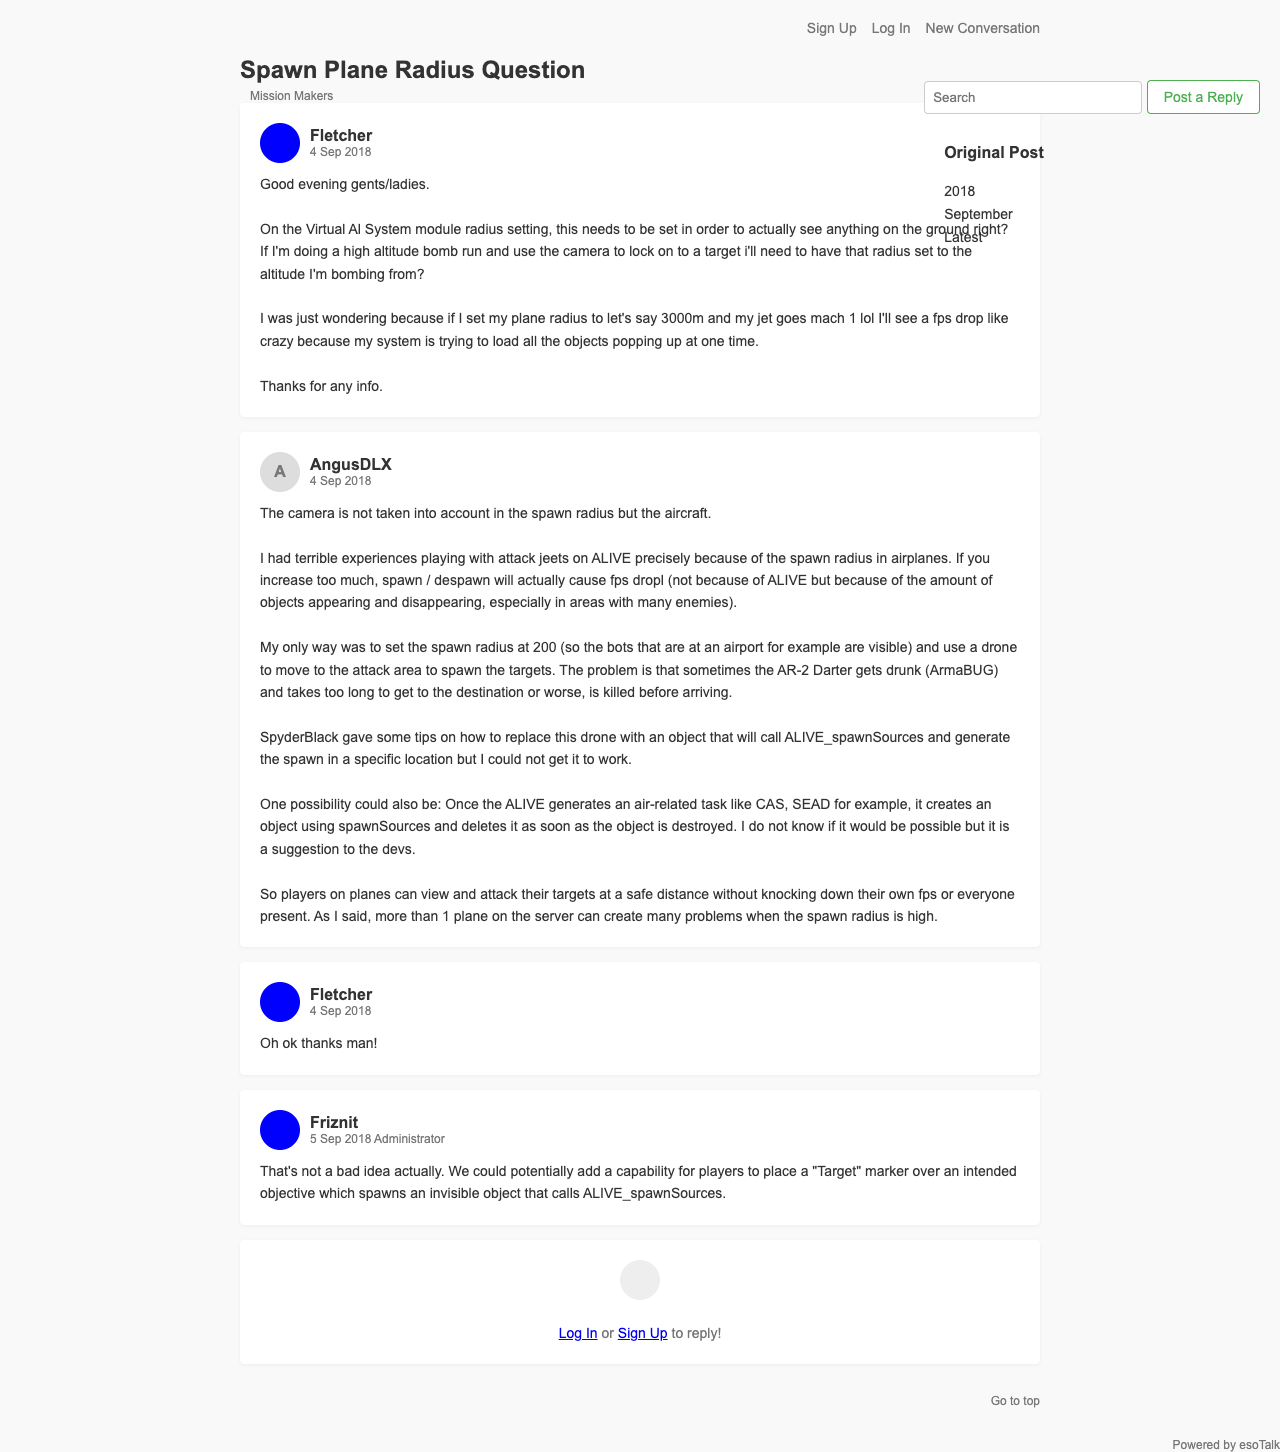 Sign Up Log In New Conversation
Spawn Plane Radius Question
Mission Makers
Search
Post a Reply
Original Post
2018
September
Latest
Fletcher
4 Sep 2018
Good evening gents/ladies.
On the Virtual AI System module radius setting, this needs to be set in order to actually see anything on the ground right?
If I'm doing a high altitude bomb run and use the camera to lock on to a target i'll need to have that radius set to the
altitude I'm bombing from?
I was just wondering because if I set my plane radius to let's say 3000m and my jet goes mach 1 lol I'll see a fps drop like
crazy because my system is trying to load all the objects popping up at one time.
Thanks for any info.
A
AngusDLX
4 Sep 2018
The camera is not taken into account in the spawn radius but the aircraft.
I had terrible experiences playing with attack jeets on ALIVE precisely because of the spawn radius in airplanes. If you
increase too much, spawn / despawn will actually cause fps dropl (not because of ALIVE but because of the amount of
objects appearing and disappearing, especially in areas with many enemies).
My only way was to set the spawn radius at 200 (so the bots that are at an airport for example are visible) and use a drone
to move to the attack area to spawn the targets. The problem is that sometimes the AR-2 Darter gets drunk (ArmaBUG)
and takes too long to get to the destination or worse, is killed before arriving.
SpyderBlack gave some tips on how to replace this drone with an object that will call ALIVE_spawnSources and generate
the spawn in a specific location but I could not get it to work.
One possibility could also be: Once the ALIVE generates an air-related task like CAS, SEAD for example, it creates an
object using spawnSources and deletes it as soon as the object is destroyed. I do not know if it would be possible but it is
a suggestion to the devs.
So players on planes can view and attack their targets at a safe distance without knocking down their own fps or everyone
present. As I said, more than 1 plane on the server can create many problems when the spawn radius is high.
Fletcher
4 Sep 2018
Oh ok thanks man!
Friznit
5 Sep 2018 Administrator
That's not a bad idea actually. We could potentially add a capability for players to place a "Target" marker over an intended
objective which spawns an invisible object that calls ALIVE_spawnSources.
Log In or Sign Up to reply!
Go to top
Powered by esoTalk